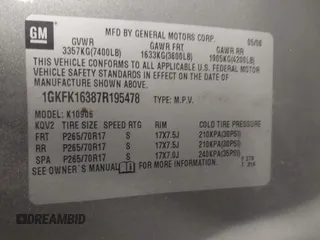 GM
MFD BY GENERAL MOTORS CORP. 05/06
GVWR GAWR FRT GAWR RR
3357KG(7400LB) 1633KG(3600LB) 1905KG(4200LB)
THIS VEHICLE CONFORMS TO ALL APPLICABLE U.S. FEDERAL MOTOR
VEHICLE SAFETY AND THEFT PREVENTION STANDARDS IN EFFECT ON THE DATE OF
MANUFACTURE SHOWN ABOVE.
1GKFK16387R195478 TYPE: M.P.V.
MODEL:
KQV2 TIRE SIZE SPEED RTG RIM COLD TIRE PRESSURE
FRT P265/70R17 S 17X7.5J 210KPA(30PSI)
RR P265/70R17 S 17X7.5J 210KPA(30PSI)
SPA P265/70R17 S 17X7.0J 240KPA(35PSI)
SEE OWNER'S MANUAL FOR MORE INFORMATION.
© DREAMBID